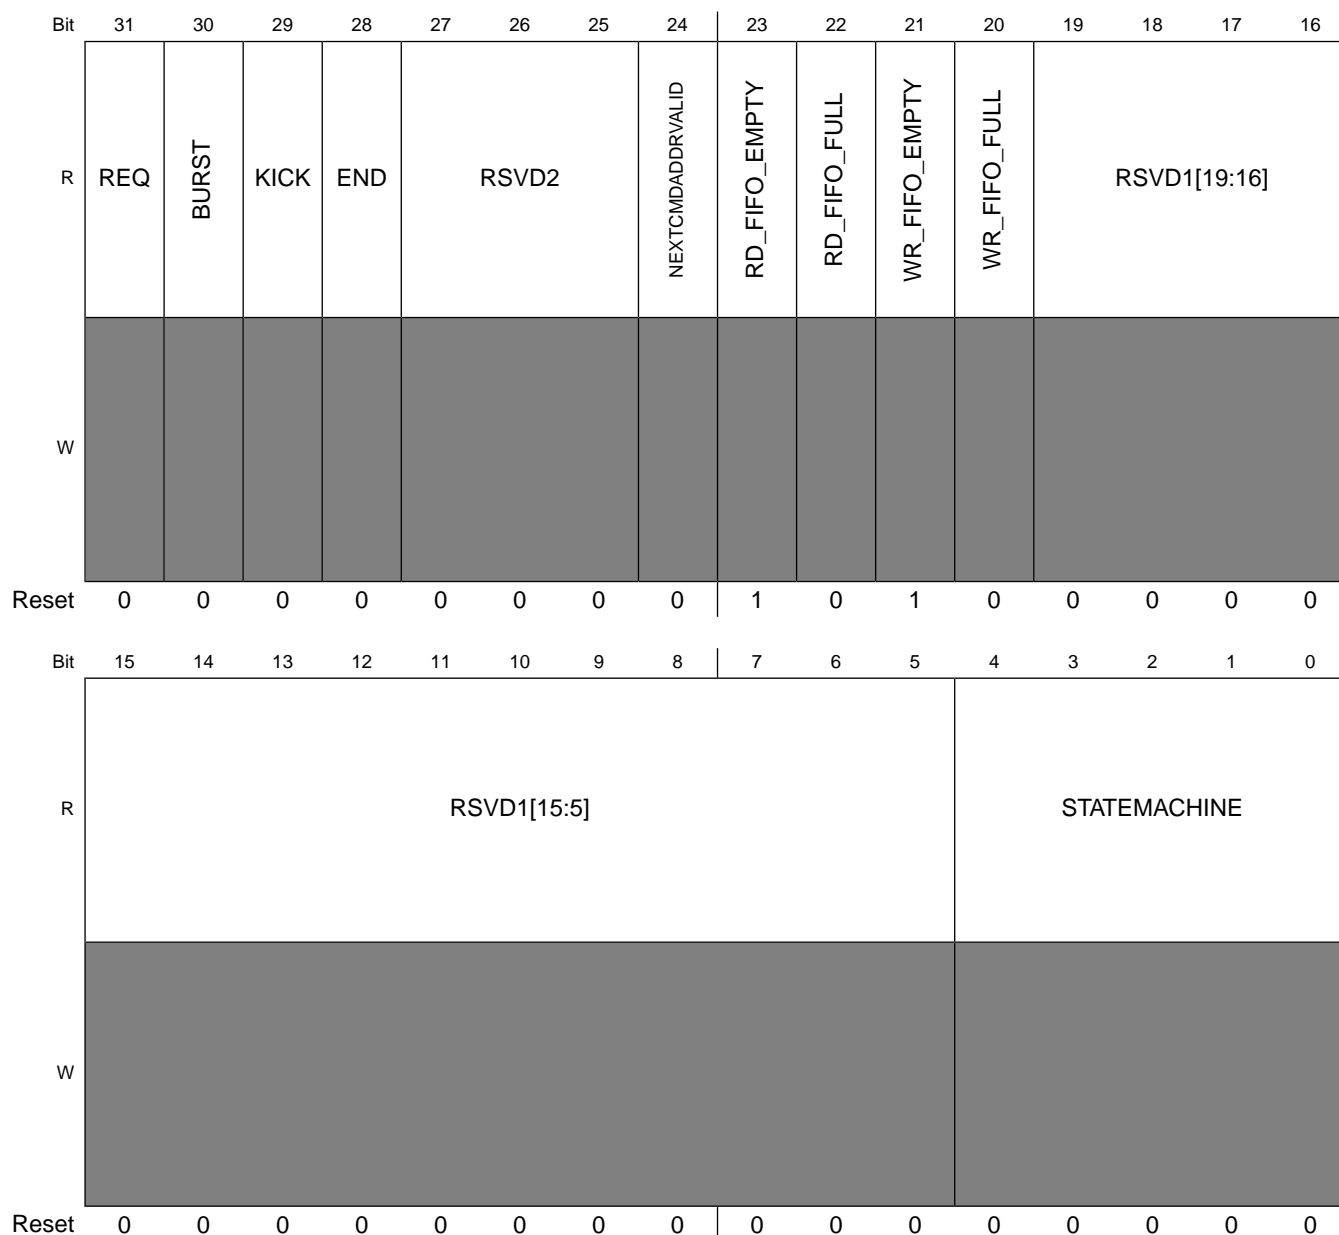 Bit 31 30 29 28 27 26 25 24 23 22 21 20 19 18 17 16
R REQ BURST KICK END RSVD2 NEXTCMDADDRVALID RD_FIFO_EMPTY RD_FIFO_FULL WR_FIFO_EMPTY WR_FIFO_FULL RSVD1[19:16]
W
Reset 0 0 0 0 0 0 0 0 1 0 1 0 0 0 0 0
Bit 15 14 13 12 11 10 9 8 7 6 5 4 3 2 1 0
R RSVD1[15:5] STATEMACHINE
W
Reset 0 0 0 0 0 0 0 0 0 0 0 0 0 0 0 0